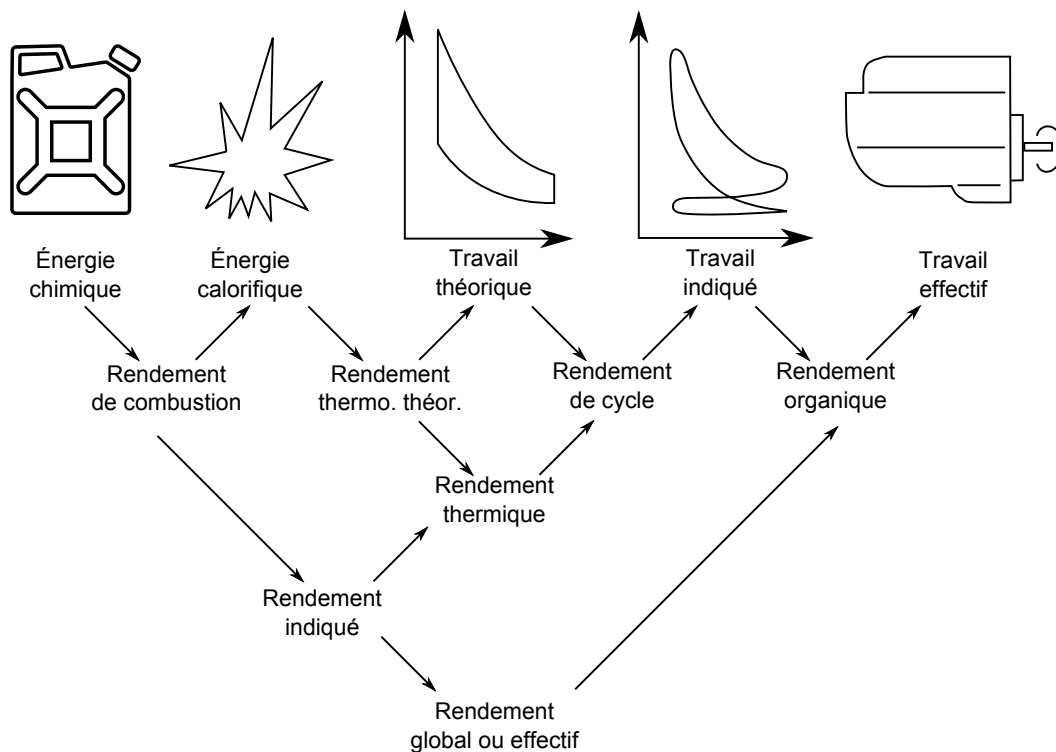 Énergie
chimique
Énergie
calorifique
Travail
théorique
Travail
indiqué
Travail
effectif
Rendement
de combustion
Rendement
thermo. théor.
Rendement
de cycle
Rendement
organique
Rendement
thermique
Rendement
indiqué
Rendement
global ou effectif